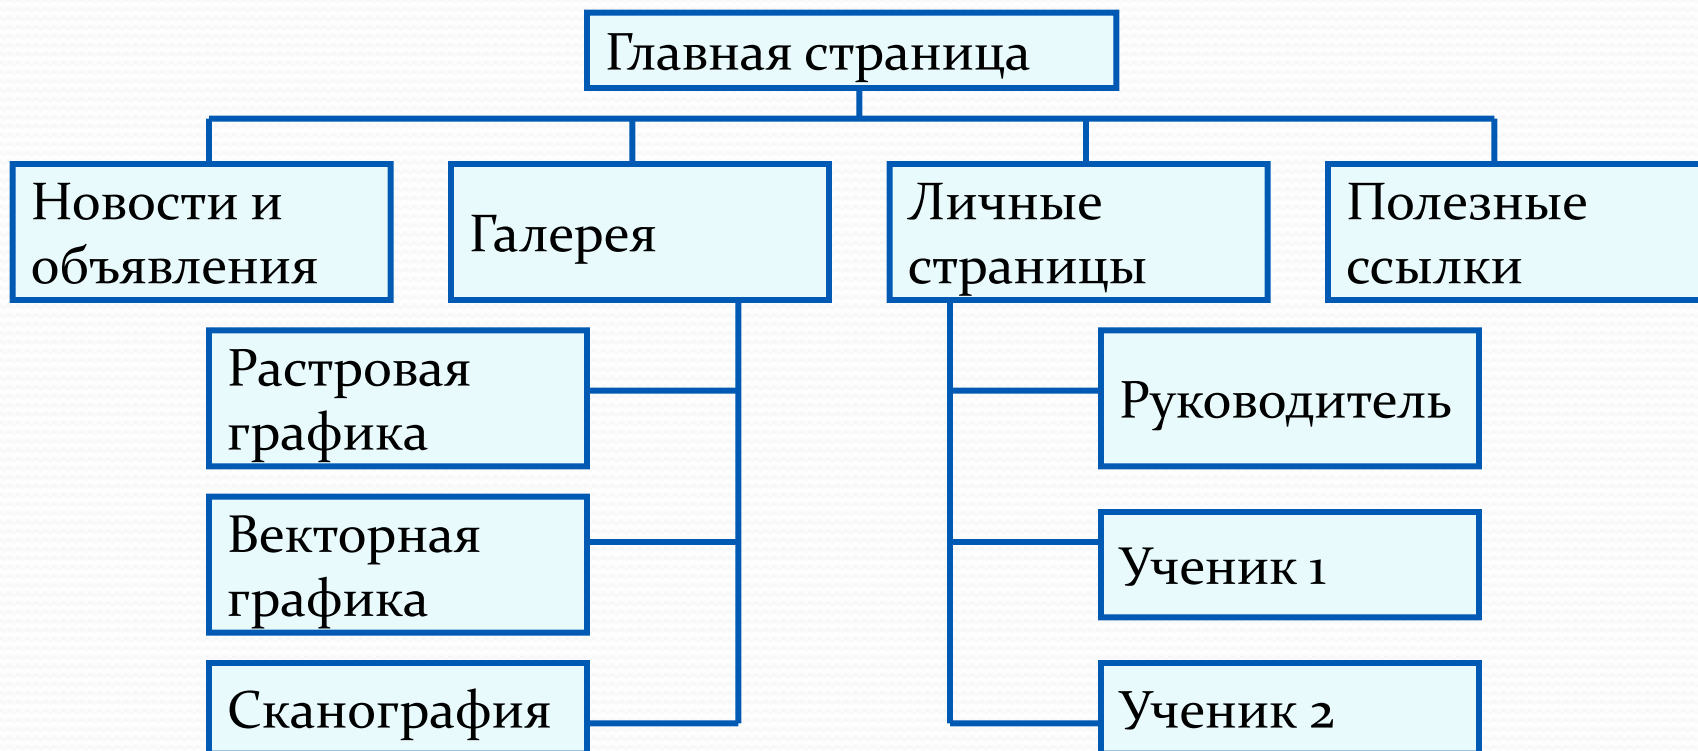 Главная страница
Новости и
объявления
Галерея
Личные
страницы
Полезные
ссылки
Растровая
графика
Векторная
графика
Сканография
Руководитель
Ученик 1
Ученик 2